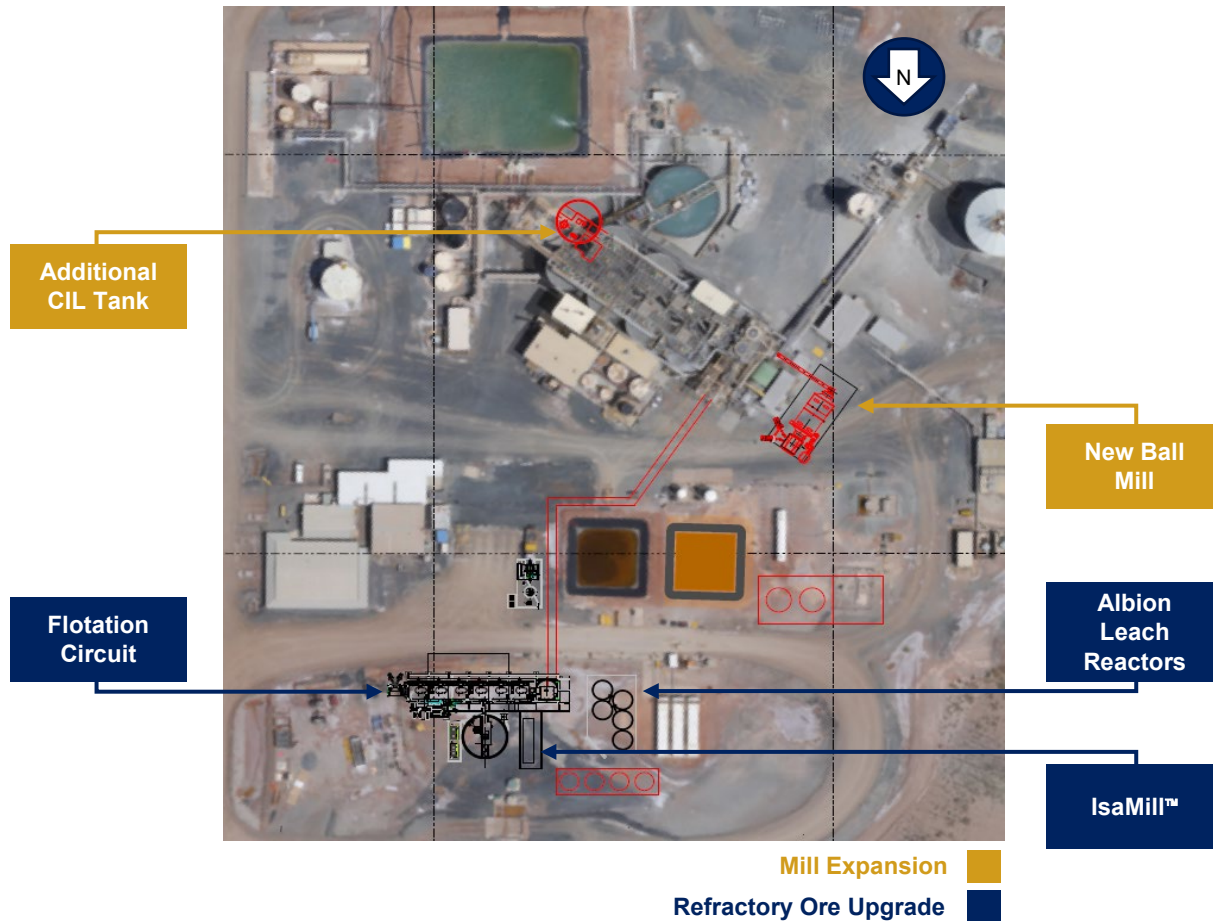 N
Additional
CIL Tank
New Ball
Mill
Flotation
Circuit
Albion
Leach
Reactors
IsaMill™
Mill Expansion
Refractory Ore Upgrade